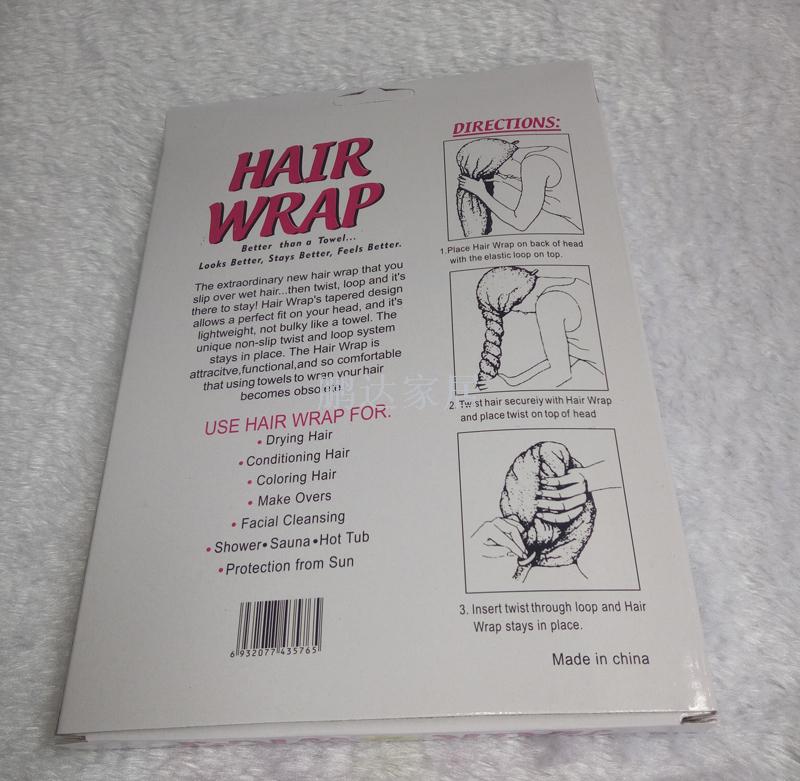 HAIR
WRAP
Better than a Towel...
Looks Better, Stays Better, Feels Better.
The extraordinary new hair wrap that you
slip over wet hair...then twist, loop and it's
there to stay! Hair Wrap's tapered design
allows a perfect fit on your head, and it's
lightweight, not bulky like a towel. The
unique non-slip twist and loop system
stays in place. The Hair Wrap is
attracitve,functional,and so comfortable
that using towels to wrap your hair
becomes obsolete!
USE HAIR WRAP FOR:
•Drying Hair
•Conditioning Hair
•Coloring Hair
•Make Overs
•Facial Cleansing
•Shower•Sauna•Hot Tub
•Protection from Sun
6 932077 435765
DIRECTIONS:
1.Place Hair Wrap on back of head
with the elastic loop on top.
2. Twist hair secureiy with Hair Wrap
and place twist on top of head
3. Insert twist through loop and Hair
Wrap stays in place.
Made in china
鹏达家居